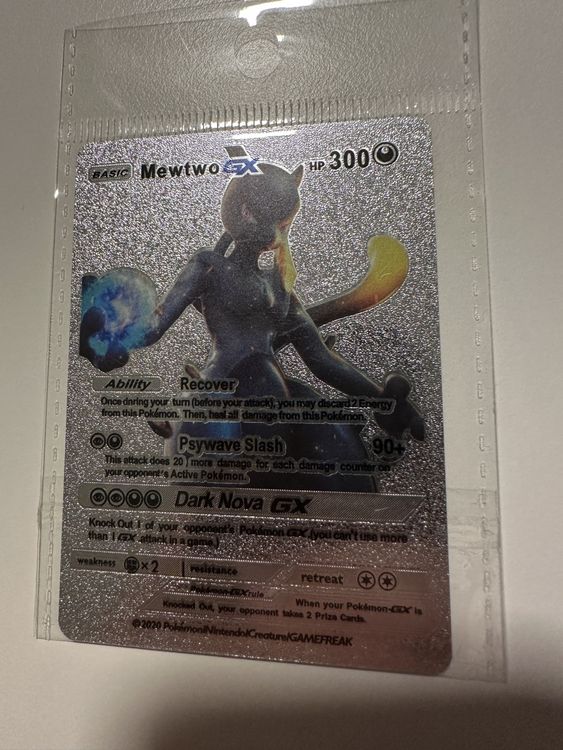 BASIC Mewtwo GX HP 300
Ability Recover
Once dnring your turn (before your attack), you may discard 2 Energy
from this Pokémon. Then, heal all damage from this Pokémon.
Psywave Slash 90+
This attack does 20 more damage for each damage counter on
your opponent's Active Pokémon.
Dark Nova GX
Knock Out 1 of your opponent's Pokémon GX (you can't use more
than 1 GX attack in a game.)
weakness ×2 resistance retreat
Pokémon-GX rule
When your Pokémon-GX is
Knocked Out, your opponent takes 2 Prize Cards.
©2020 Pokémon/Nintendo/Creature/GAMEFREAK